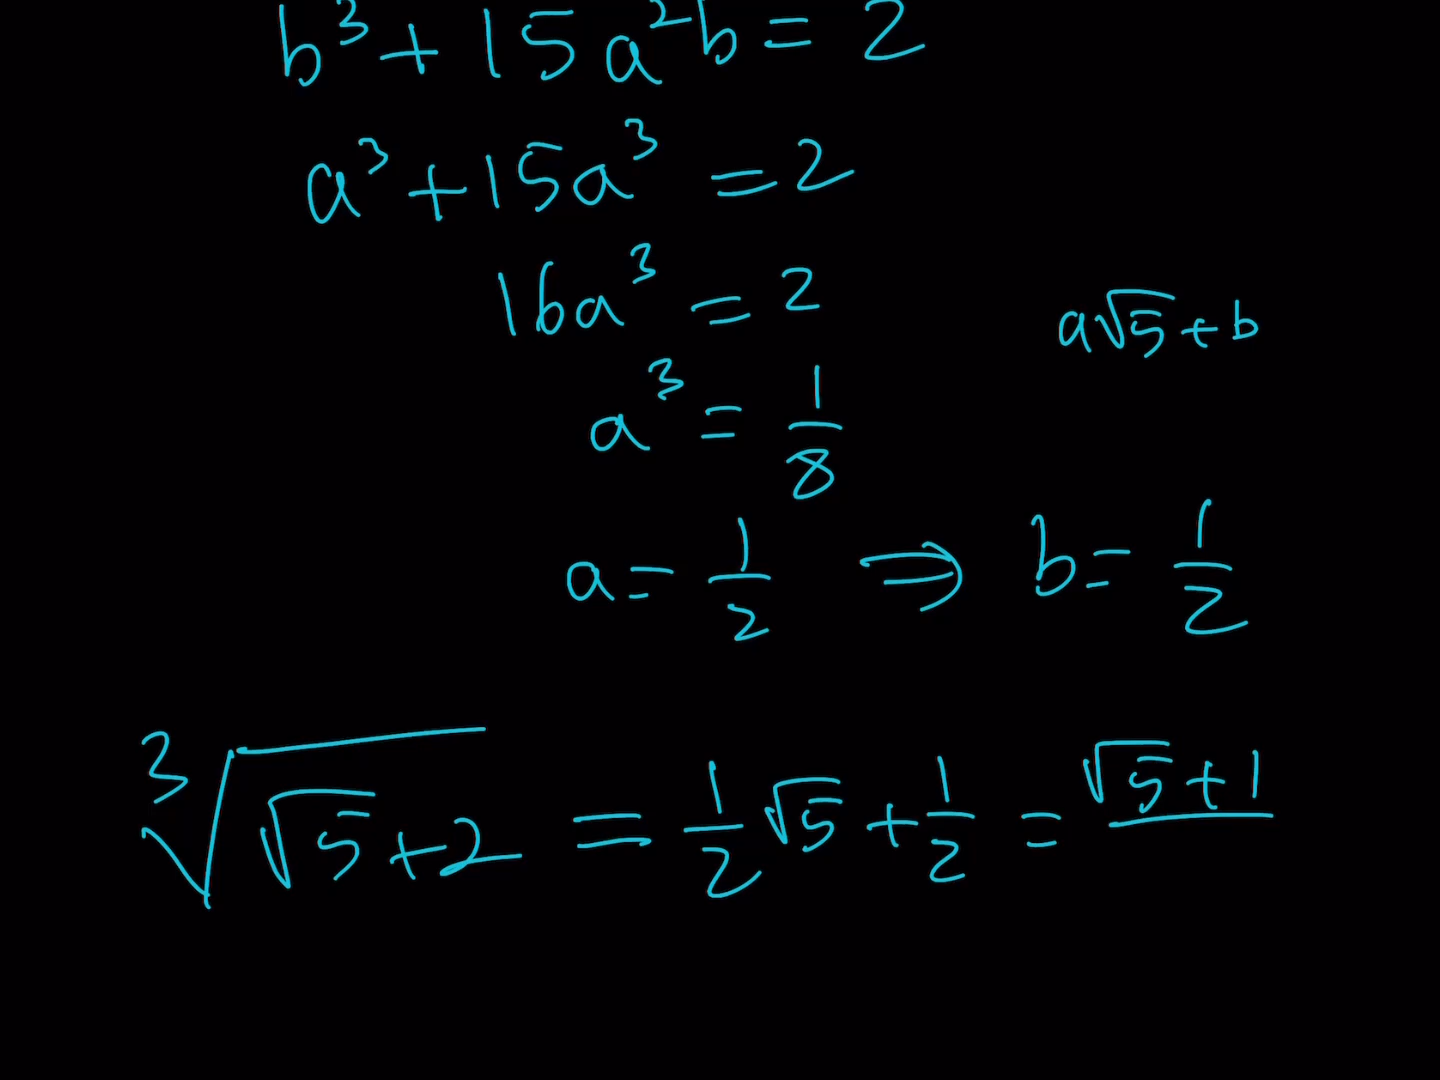 b³ + 15a²b = 2
a³ + 15a³ = 2
16a³ = 2
a√5 + b
a³ = 1/8
a = 1/2 ⇒ b = 1/2
∛(√5 + 2) = 1/2 √5 + 1/2 = √5 + 1